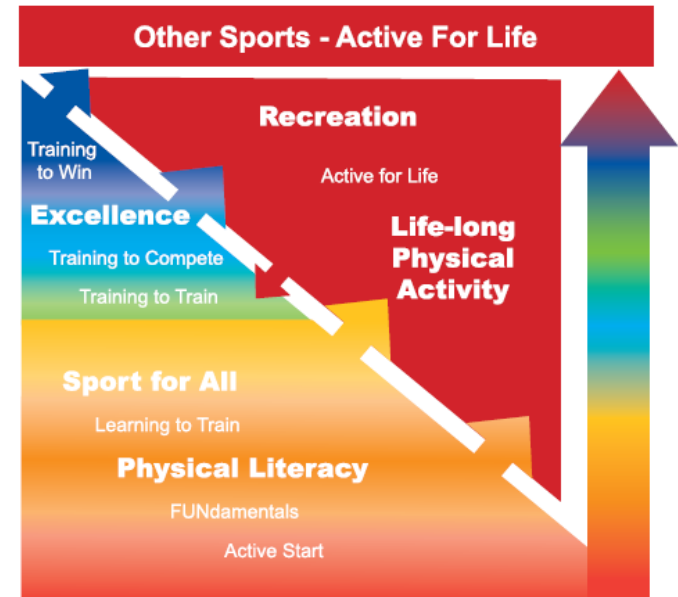 Other Sports - Active For Life
Recreation
Training
to Win
Active for Life
Excellence
Life-long
Physical
Activity
Training to Compete
Training to Train
Sport for All
Learning to Train
Physical Literacy
FUNdamentals
Active Start